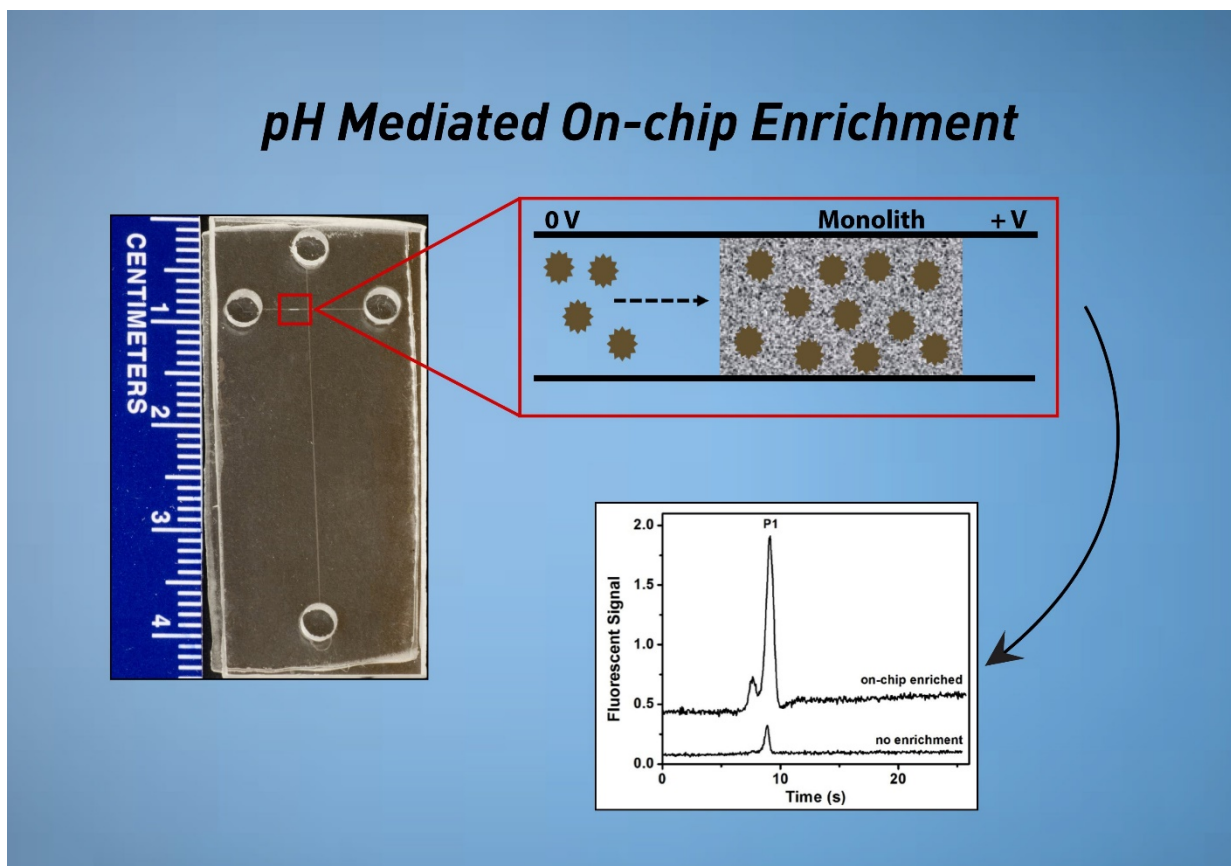 pH Mediated On-chip Enrichment
CENTIMETERS
1
2
3
4
0 V
Monolith
+ V
P1
Fluorescent Signal
2.0
1.5
1.0
0.5
0.0
on-chip enriched
no enrichment
0
10
20
Time (s)